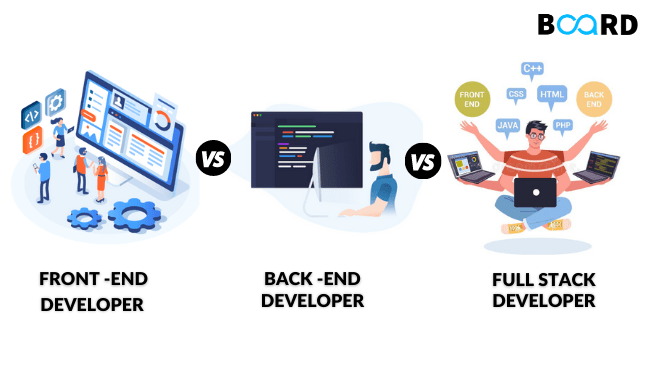 BOARD
C++
CSS
HTML
JAVA
PHP
FRONT
END
BACK
END
VS
VS
FRONT -END
DEVELOPER
BACK -END
DEVELOPER
FULL STACK
DEVELOPER